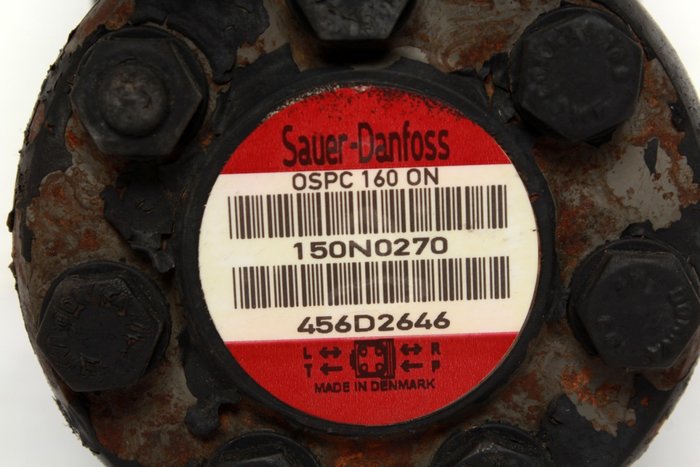 Sauer-Danfoss
OSPC 160 ON
150N0270
456D2646
L R
T P
MADE IN DENMARK